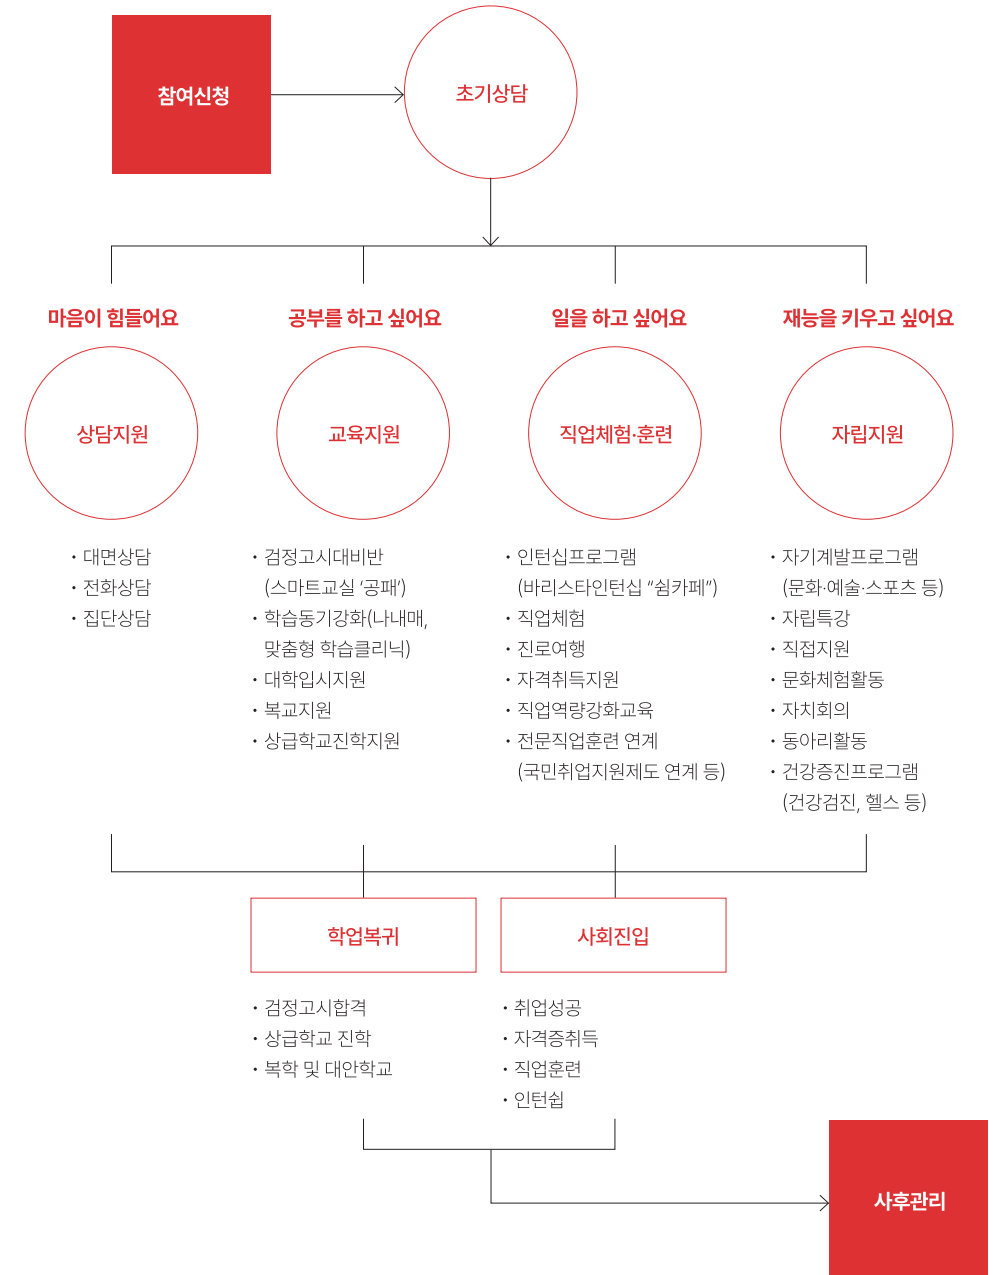 참여신청
초기상담
마음이 힘들어요
상담지원
• 대면상담
• 전화상담
• 집단상담
공부를 하고 싶어요
교육지원
• 검정고시대비반
(스마트교실 ‘공패’)
• 학습동기강화(나내매,
맞춤형 학습클리닉)
• 대학입시지원
• 복교지원
• 상급학교진학지원
일을 하고 싶어요
직업체험·훈련
• 인턴십프로그램
(바리스타인턴십 “쉼카페”)
• 직업체험
• 진로여행
• 자격취득지원
• 직업역량강화교육
• 전문직업훈련 연계
(국민취업지원제도 연계 등)
재능을 키우고 싶어요
자립지원
• 자기계발프로그램
(문화·예술·스포츠 등)
• 자립특강
• 직접지원
• 문화체험활동
• 자치회의
• 동아리활동
• 건강증진프로그램
(건강검진, 헬스 등)
학업복귀
• 검정고시합격
• 상급학교 진학
• 복학 및 대안학교
사회진입
• 취업성공
• 자격증취득
• 직업훈련
• 인턴쉽
사후관리